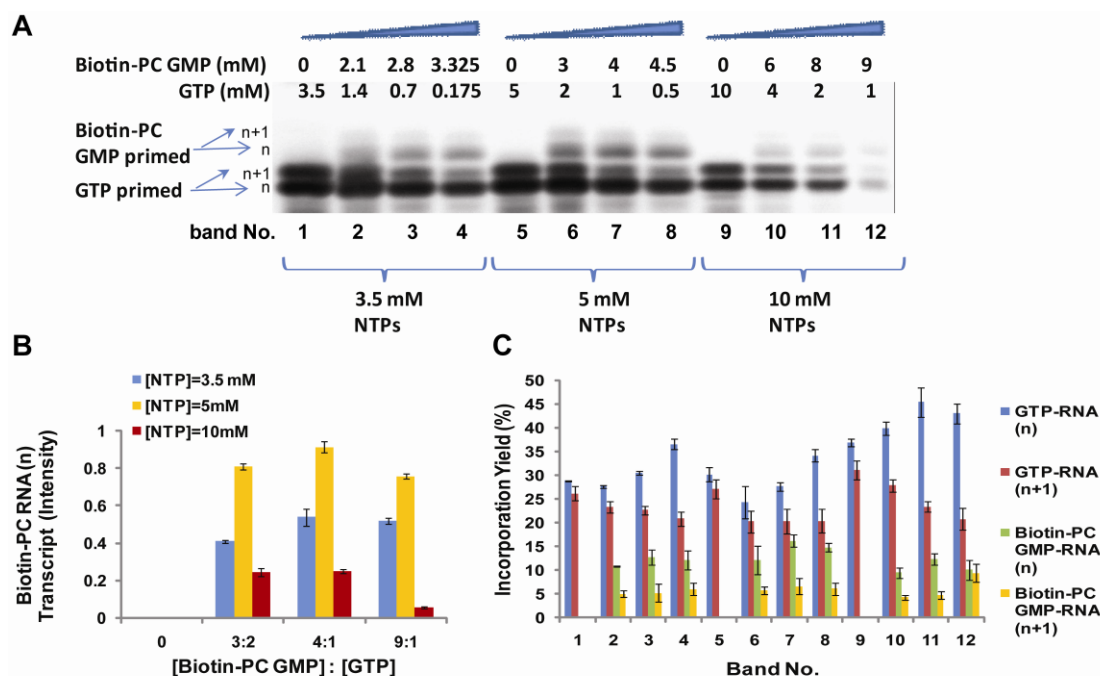 A
Biotin-PC GMP (mM) 0 2.1 2.8 3.325 0 3 4 4.5 0 6 8 9
GTP (mM) 3.5 1.4 0.7 0.175 5 2 1 0.5 10 4 2 1
Biotin-PC
GMP primed
n+1
n
GTP primed
n+1
n
band No. 1 2 3 4 5 6 7 8 9 10 11 12
3.5 mM
NTPs
5 mM
NTPs
10 mM
NTPs
B
[NTP]=3.5 mM
[NTP]=5mM
[NTP]=10mM
Biotin-PC RNA (n)
Transcript (Intensity)
1
0.8
0.6
0.4
0.2
0
0 3:2 4:1 9:1
[Biotin-PC GMP] : [GTP]
C
Incorporation Yield (%)
50
45
40
35
30
25
20
15
10
5
0
1 2 3 4 5 6 7 8 9 10 11 12
Band No.
GTP-RNA
(n)
GTP-RNA
(n+1)
Biotin-PC
GMP-RNA
(n)
Biotin-PC
GMP-RNA
(n+1)